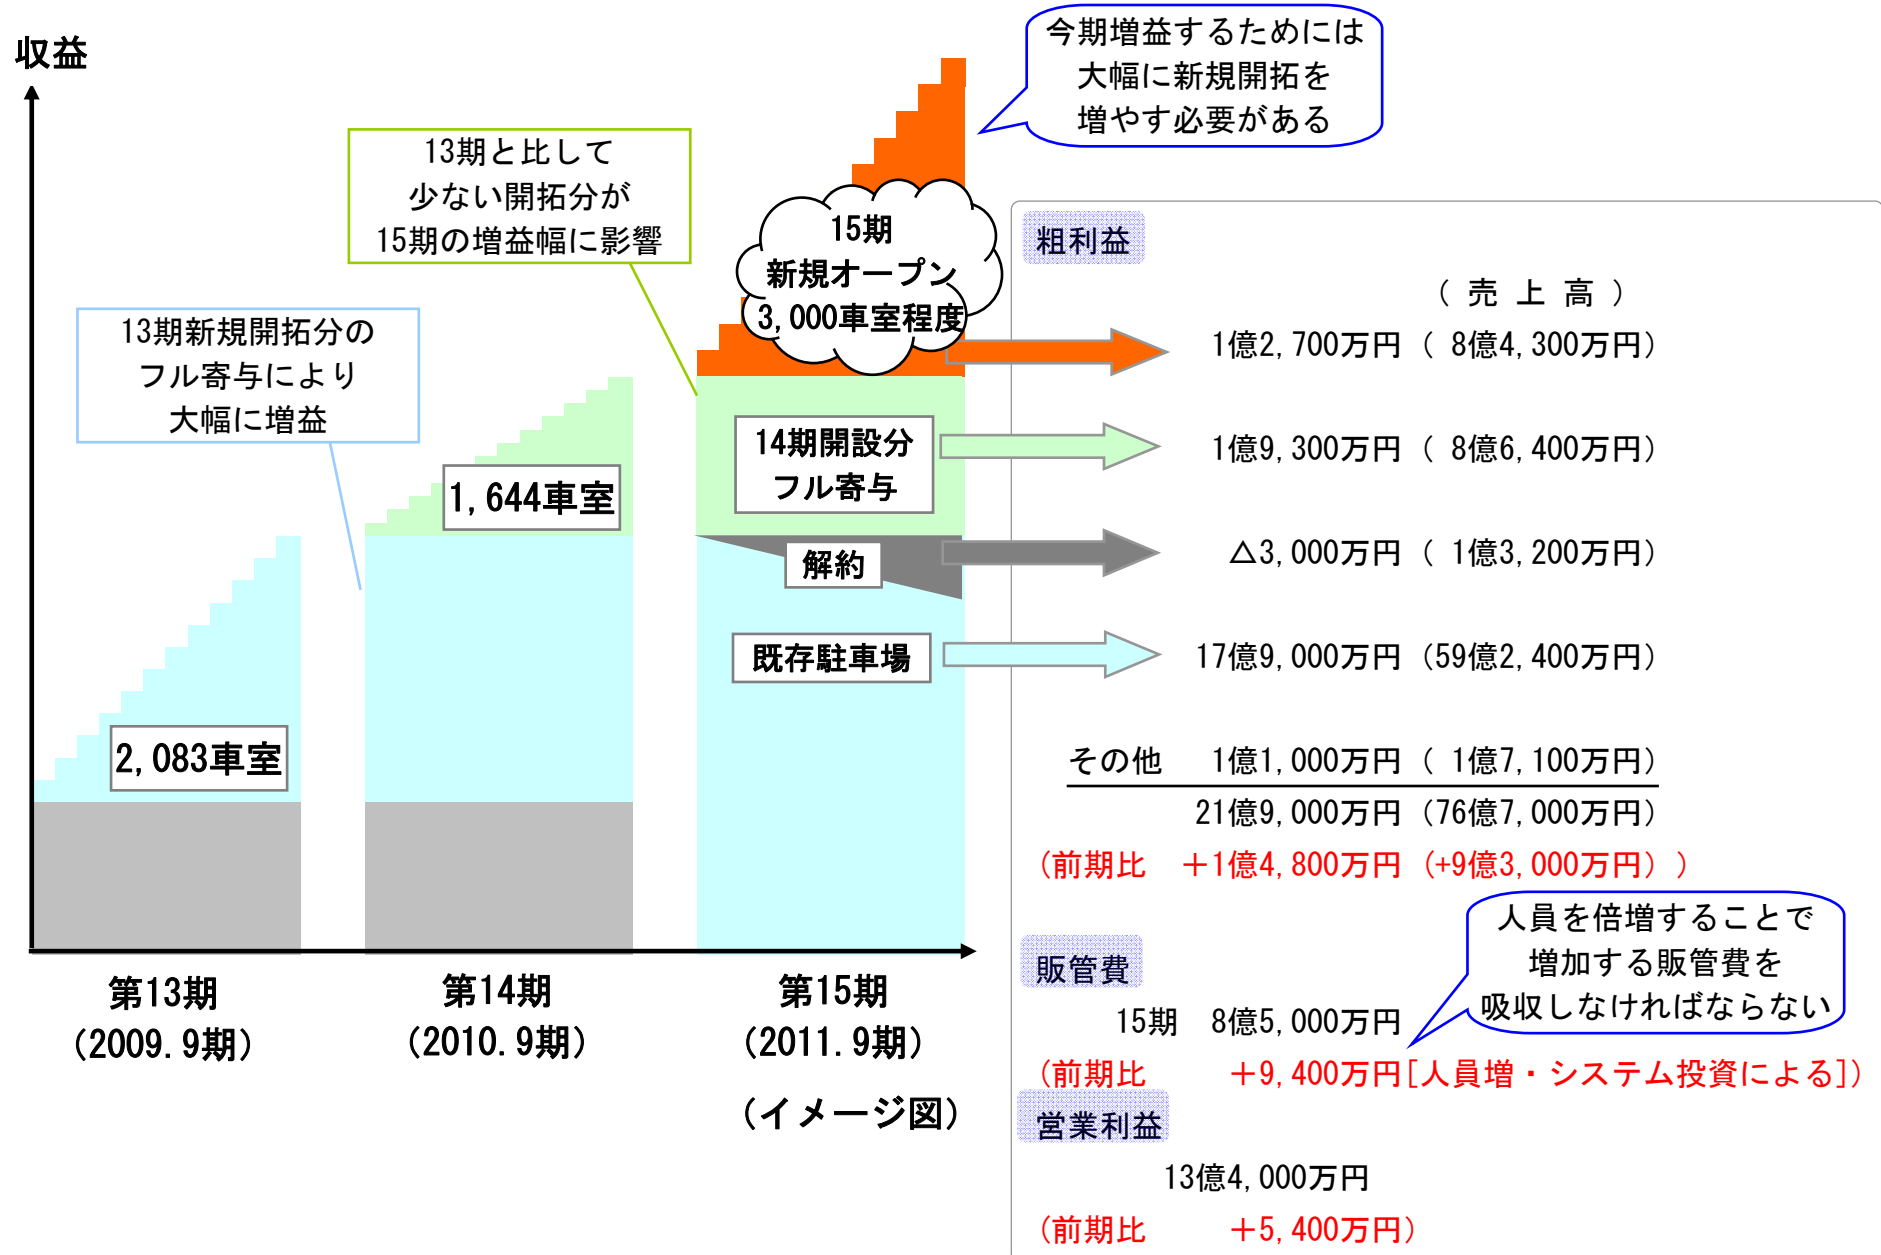 収益
今期増益するためには
大幅に新規開拓を
増やす必要がある
13期と比して
少ない開拓分が
15期の増益幅に影響
13期新規開拓分の
フル寄与により
大幅に増益
15期
新規オープン
3,000車室程度
1,644車室
2,083車室
14期開設分
フル寄与
解約
既存駐車場
第13期
(2009.9期)
第14期
(2010.9期)
第15期
(2011.9期)
(イメージ図)
粗利益
( 売 上 高 )
1億2,700万円 ( 8億4,300万円)
1億9,300万円 ( 8億6,400万円)
△3,000万円 ( 1億3,200万円)
17億9,000万円 (59億2,400万円)
その他 1億1,000万円 ( 1億7,100万円)
21億9,000万円 (76億7,000万円)
(前期比 +1億4,800万円 (+9億3,000万円) )
人員を倍増することで
増加する販管費を
吸収しなければならない
販管費
15期 8億5,000万円
(前期比 +9,400万円[人員増・システム投資による])
営業利益
13億4,000万円
(前期比 +5,400万円)